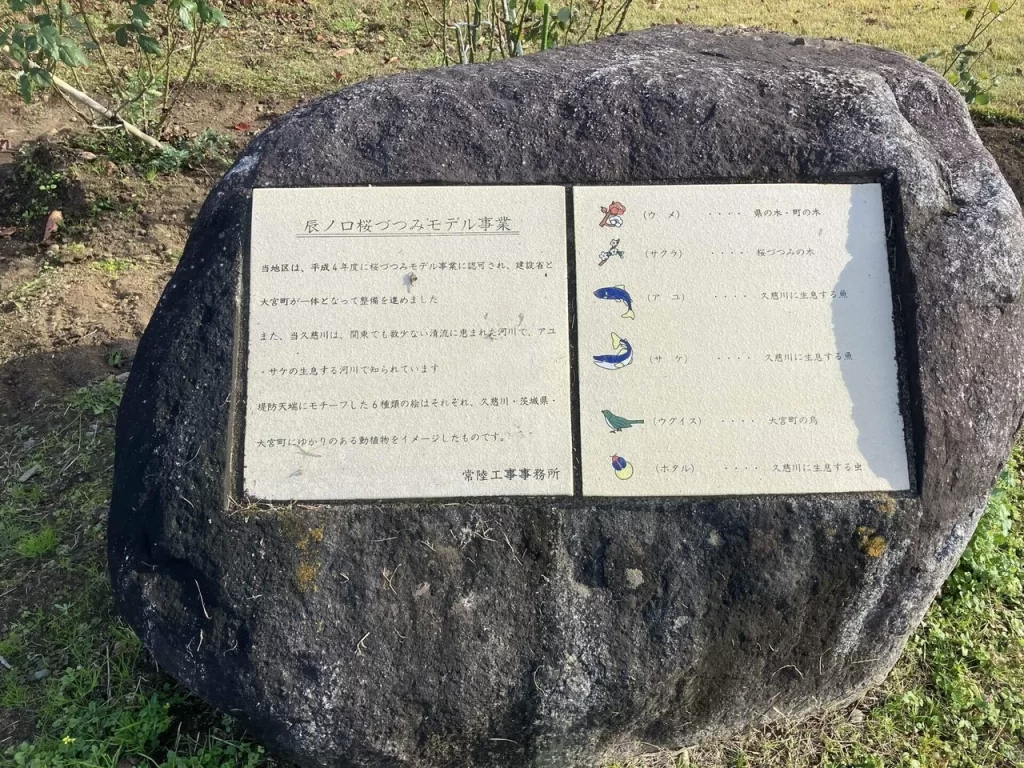 辰ノ口桜づつみモデル事業
当地区は、平成4年度に桜づつみモデル事業に認可され、建設省と
大宮町が一体となって整備を進めました
また、当久慈川は、関東でも数少ない清流に恵まれた河川で、アユ
・サケの生息する河川で知られています
堤防天端にモチーフした6種類の絵はそれぞれ、久慈川・茨城県・
大宮町にゆかりのある動植物をイメージしたものです。
常陸工事事務所
(ウ メ) ・・・・ 県の木・町の木
(サクラ) ・・・・ 桜づつみの木
(ア ユ) ・・・・ 久慈川に生息する魚
(サ ケ) ・・・・ 久慈川に生息する魚
(ウグイス) ・・・・ 大宮町の鳥
(ホタル) ・・・・ 久慈川に生息する虫